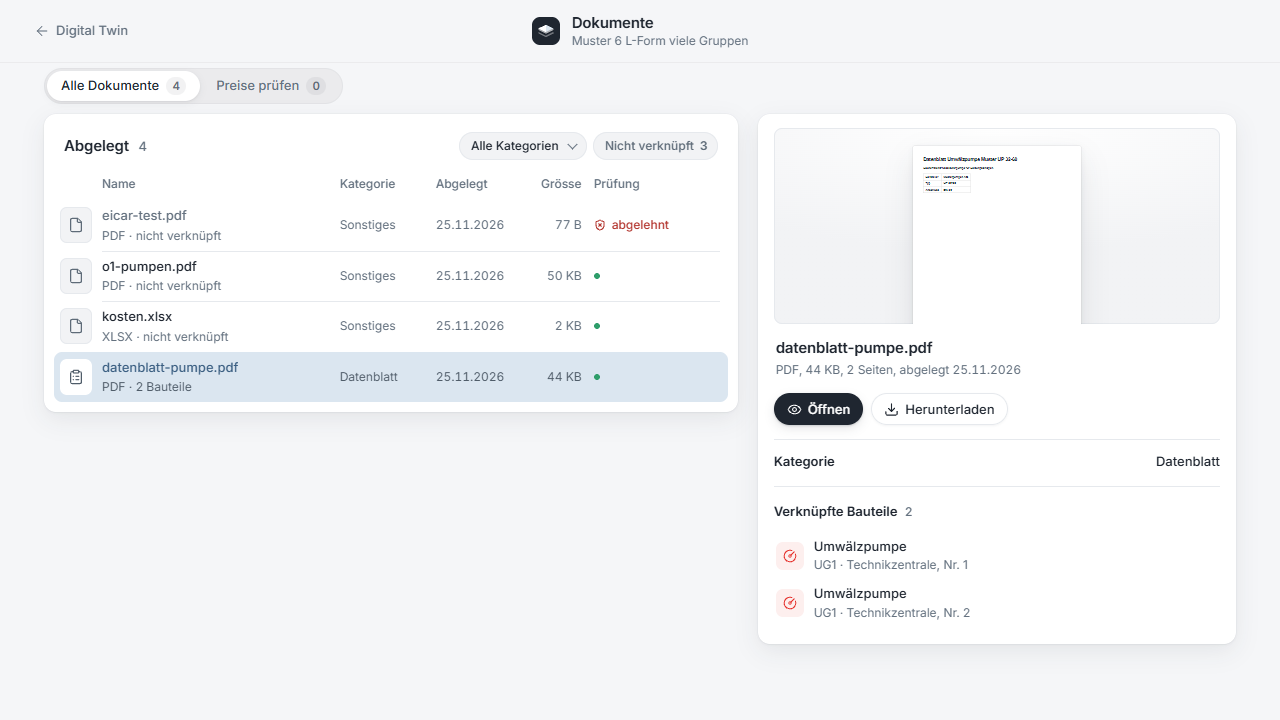 Digital Twin
Dokumente
Muster 6 L-Form viele Gruppen
Alle Dokumente 4
Preise prüfen 0
Abgelegt 4
Alle Kategorien
Nicht verknüpft 3
Name Kategorie Abgelegt Grösse Prüfung
eicar-test.pdf
PDF · nicht verknüpft
Sonstiges 25.11.2026 77 B abgelehnt
o1-pumpen.pdf
PDF · nicht verknüpft
Sonstiges 25.11.2026 50 KB
kosten.xlsx
XLSX · nicht verknüpft
Sonstiges 25.11.2026 2 KB
datenblatt-pumpe.pdf
PDF · 2 Bauteile
Datenblatt 25.11.2026 44 KB
Datenblatt Umwälzpumpe Muster UP
datenblatt-pumpe.pdf
PDF, 44 KB, 2 Seiten, abgelegt 25.11.2026
Öffnen
Herunterladen
Kategorie Datenblatt
Verknüpfte Bauteile 2
Umwälzpumpe
UG1 · Technikzentrale, Nr. 1
Umwälzpumpe
UG1 · Technikzentrale, Nr. 2